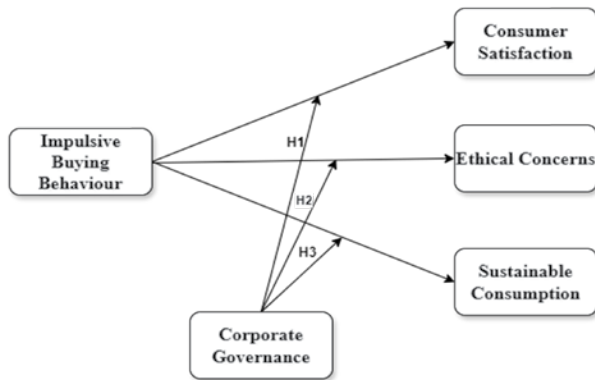 Consumer
Satisfaction
H1
Impulsive
Buying
Behaviour
Ethical Concerns
H2
H3
Sustainable
Consumption
Corporate
Governance